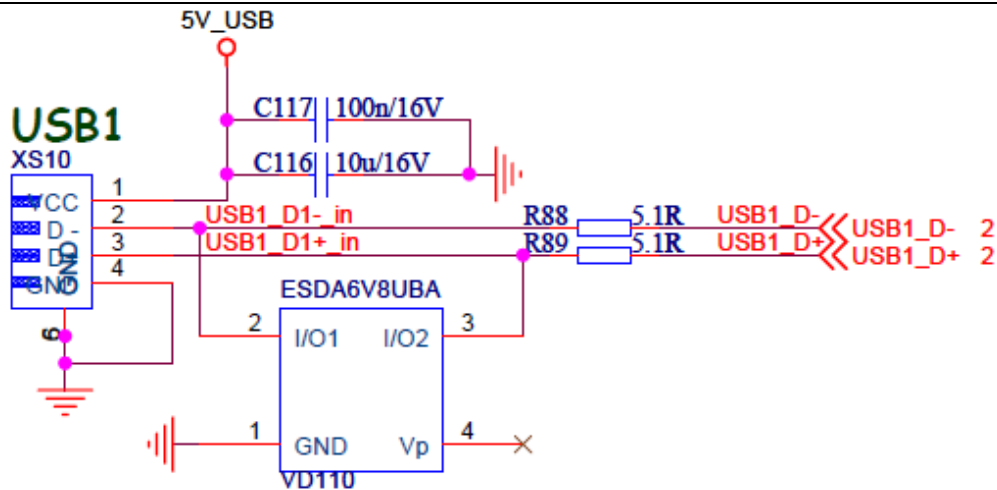 5V_USB
C117 100n/16V
USB1
XS10
C116 10u/16V
VCC 1
D - 2
USB1_D1-_in R88 5.1R USB1_D- USB1_D- 2
3
USB1_D1+_in R89 5.1R USB1_D+ USB1_D+ 2
GND 4
GND
ESDA6V8UBA
6
2 I/O1 I/O2 3
1 GND Vp 4
VD110